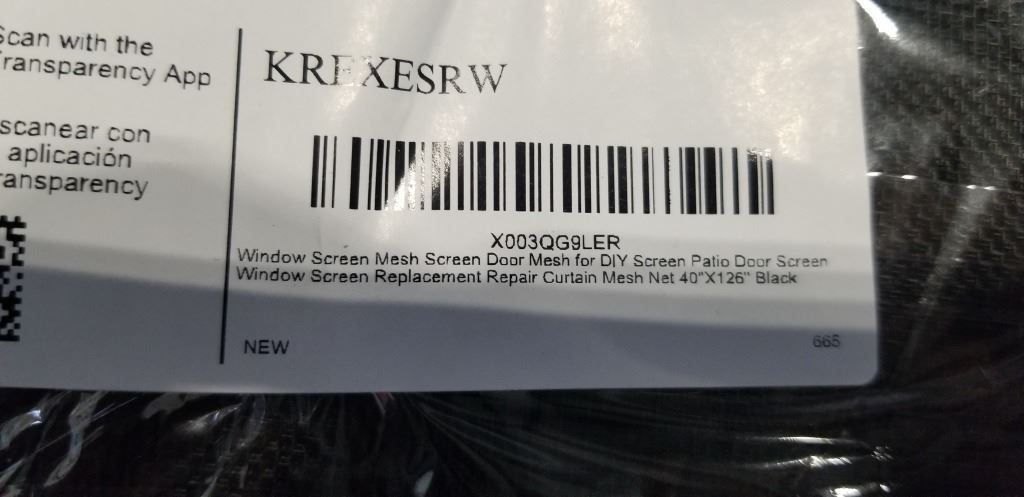 Scan with the
Transparency App
scanear con
aplicación
ransparency
KREXESRW
X003QG9LER
Window Screen Mesh Screen Door Mesh for DIY Screen Patio Door Screen
Window Screen Replacement Repair Curtain Mesh Net 40"X126" Black
NEW
665